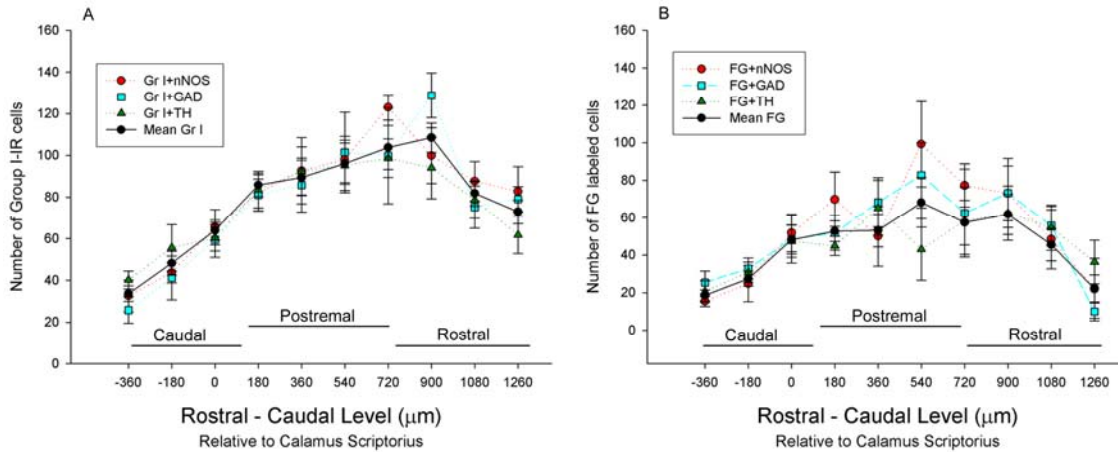 A
160
140
120
100
80
60
40
20
0
Number of Group I-IR cells
Gr I+nNOS
Gr I+GAD
Gr I+TH
Mean Gr I
Caudal
Postremal
Rostral
-360 -180 0 180 360 540 720 900 1080 1260
Rostral - Caudal Level (μm)
Relative to Calamus Scriptorius
B
160
140
120
100
80
60
40
20
0
Number of FG labeled cells
FG+nNOS
FG+GAD
FG+TH
Mean FG
Caudal
Postremal
Rostral
-360 -180 0 180 360 540 720 900 1080 1260
Rostral - Caudal Level (μm)
Relative to Calamus Scriptorius